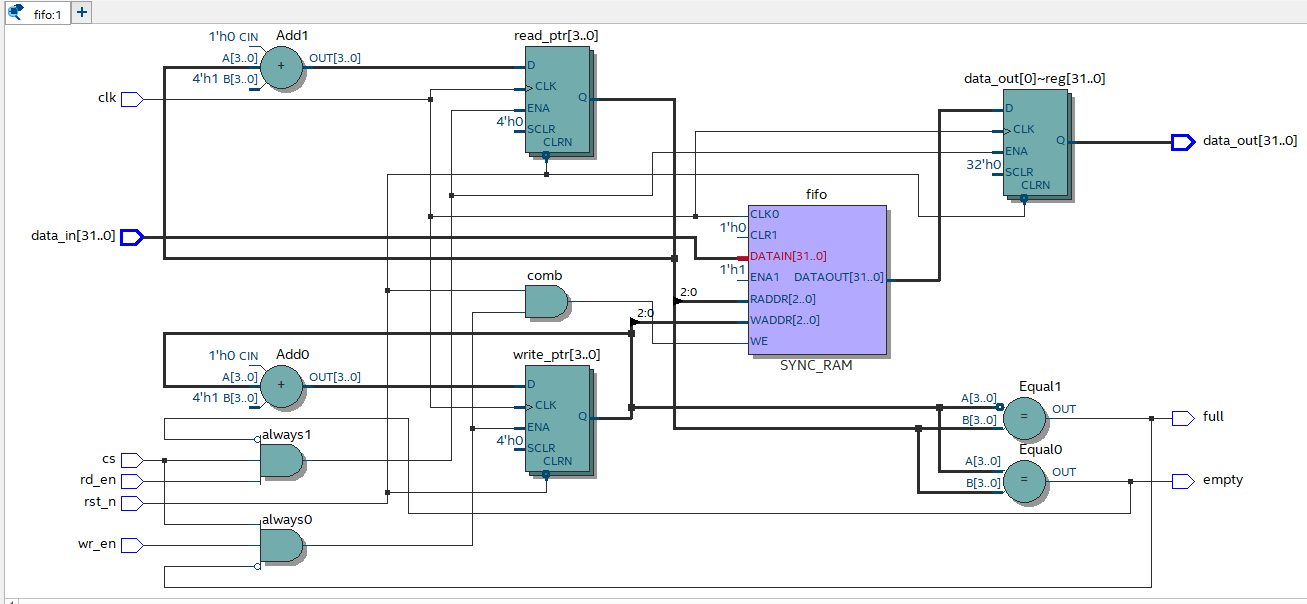 fifo:1
+
1'h0 CIN
Add1
A[3..0]
+
OUT[3..0]
4'h1 B[3..0]
clk
read_ptr[3..0]
D
CLK
ENA
4'h0
SCLR
CLRN
Q
data_out[0]~reg[31..0]
D
CLK
ENA
32'h0
SCLR
CLRN
Q
data_out[31..0]
data_in[31..0]
fifo
CLK0
1'h0
CLR1
DATAIN[31..0]
1'h1
ENA1
DATAOUT[31..0]
2:0
RADDR[2..0]
2:0
WADDR[2..0]
WE
SYNC_RAM
comb
1'h0 CIN
Add0
A[3..0]
+
OUT[3..0]
4'h1 B[3..0]
write_ptr[3..0]
D
CLK
ENA
4'h0
SCLR
CLRN
Q
Equal1
A[3..0]
B[3..0]
=
OUT
full
Equal0
A[3..0]
B[3..0]
=
OUT
empty
always1
cs
rd_en
rst_n
always0
wr_en